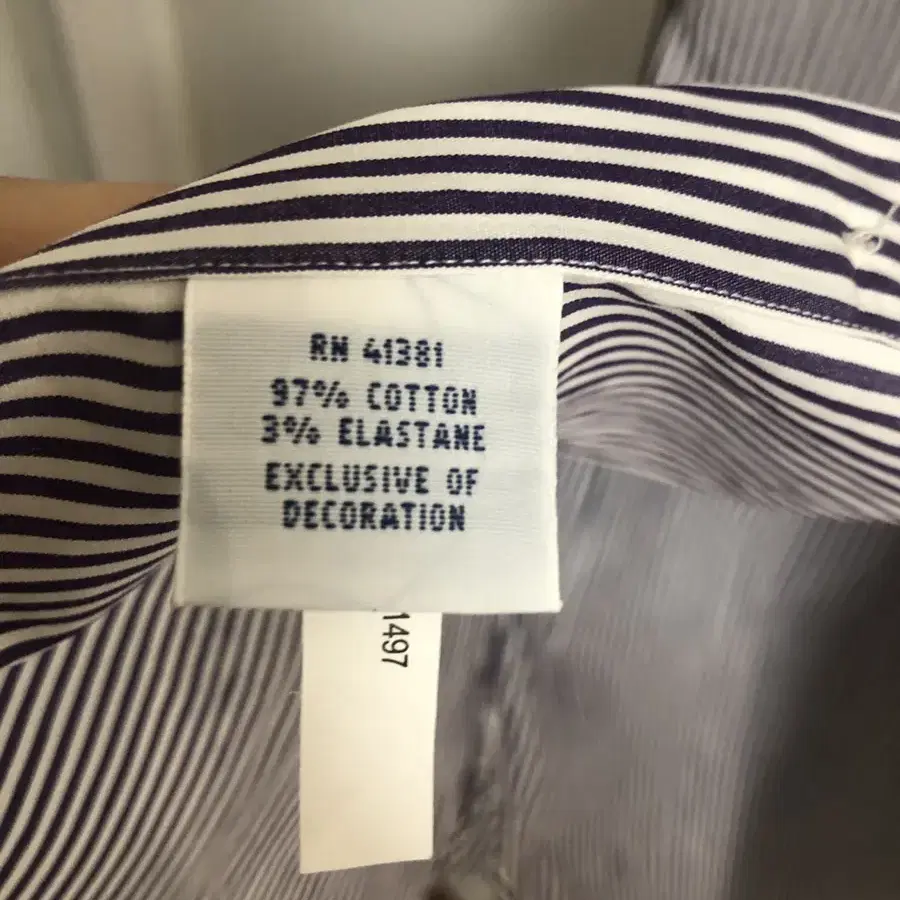 RN 41381
97% COTTON
3% ELASTANE
EXCLUSIVE OF
DECORATION
1497